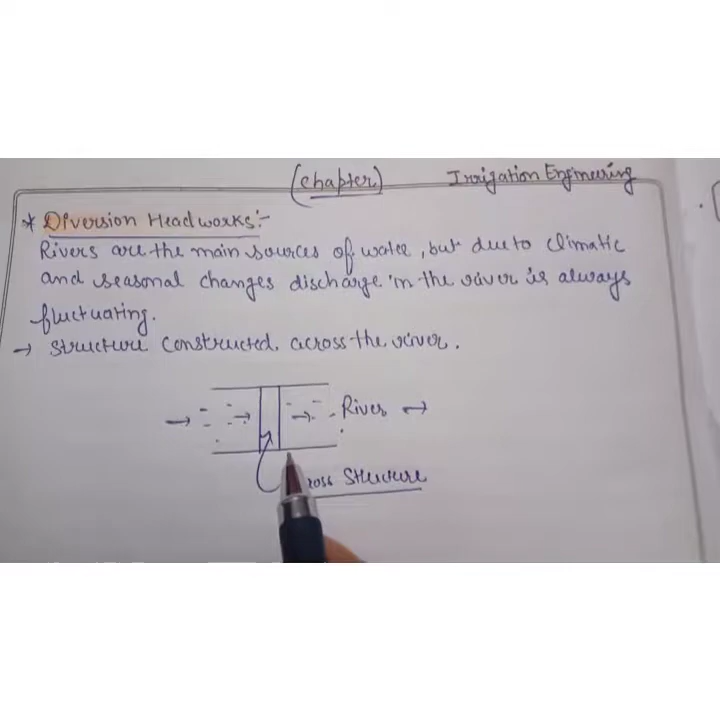 (Chapter) Irrigation Engineering
* Diversion Headworks:-
Rivers are the main sources of water, but due to climatic
and seasonal changes discharge in the river is always
fluctuating.
→ Structure constructed across the river.
River →
ross Structure